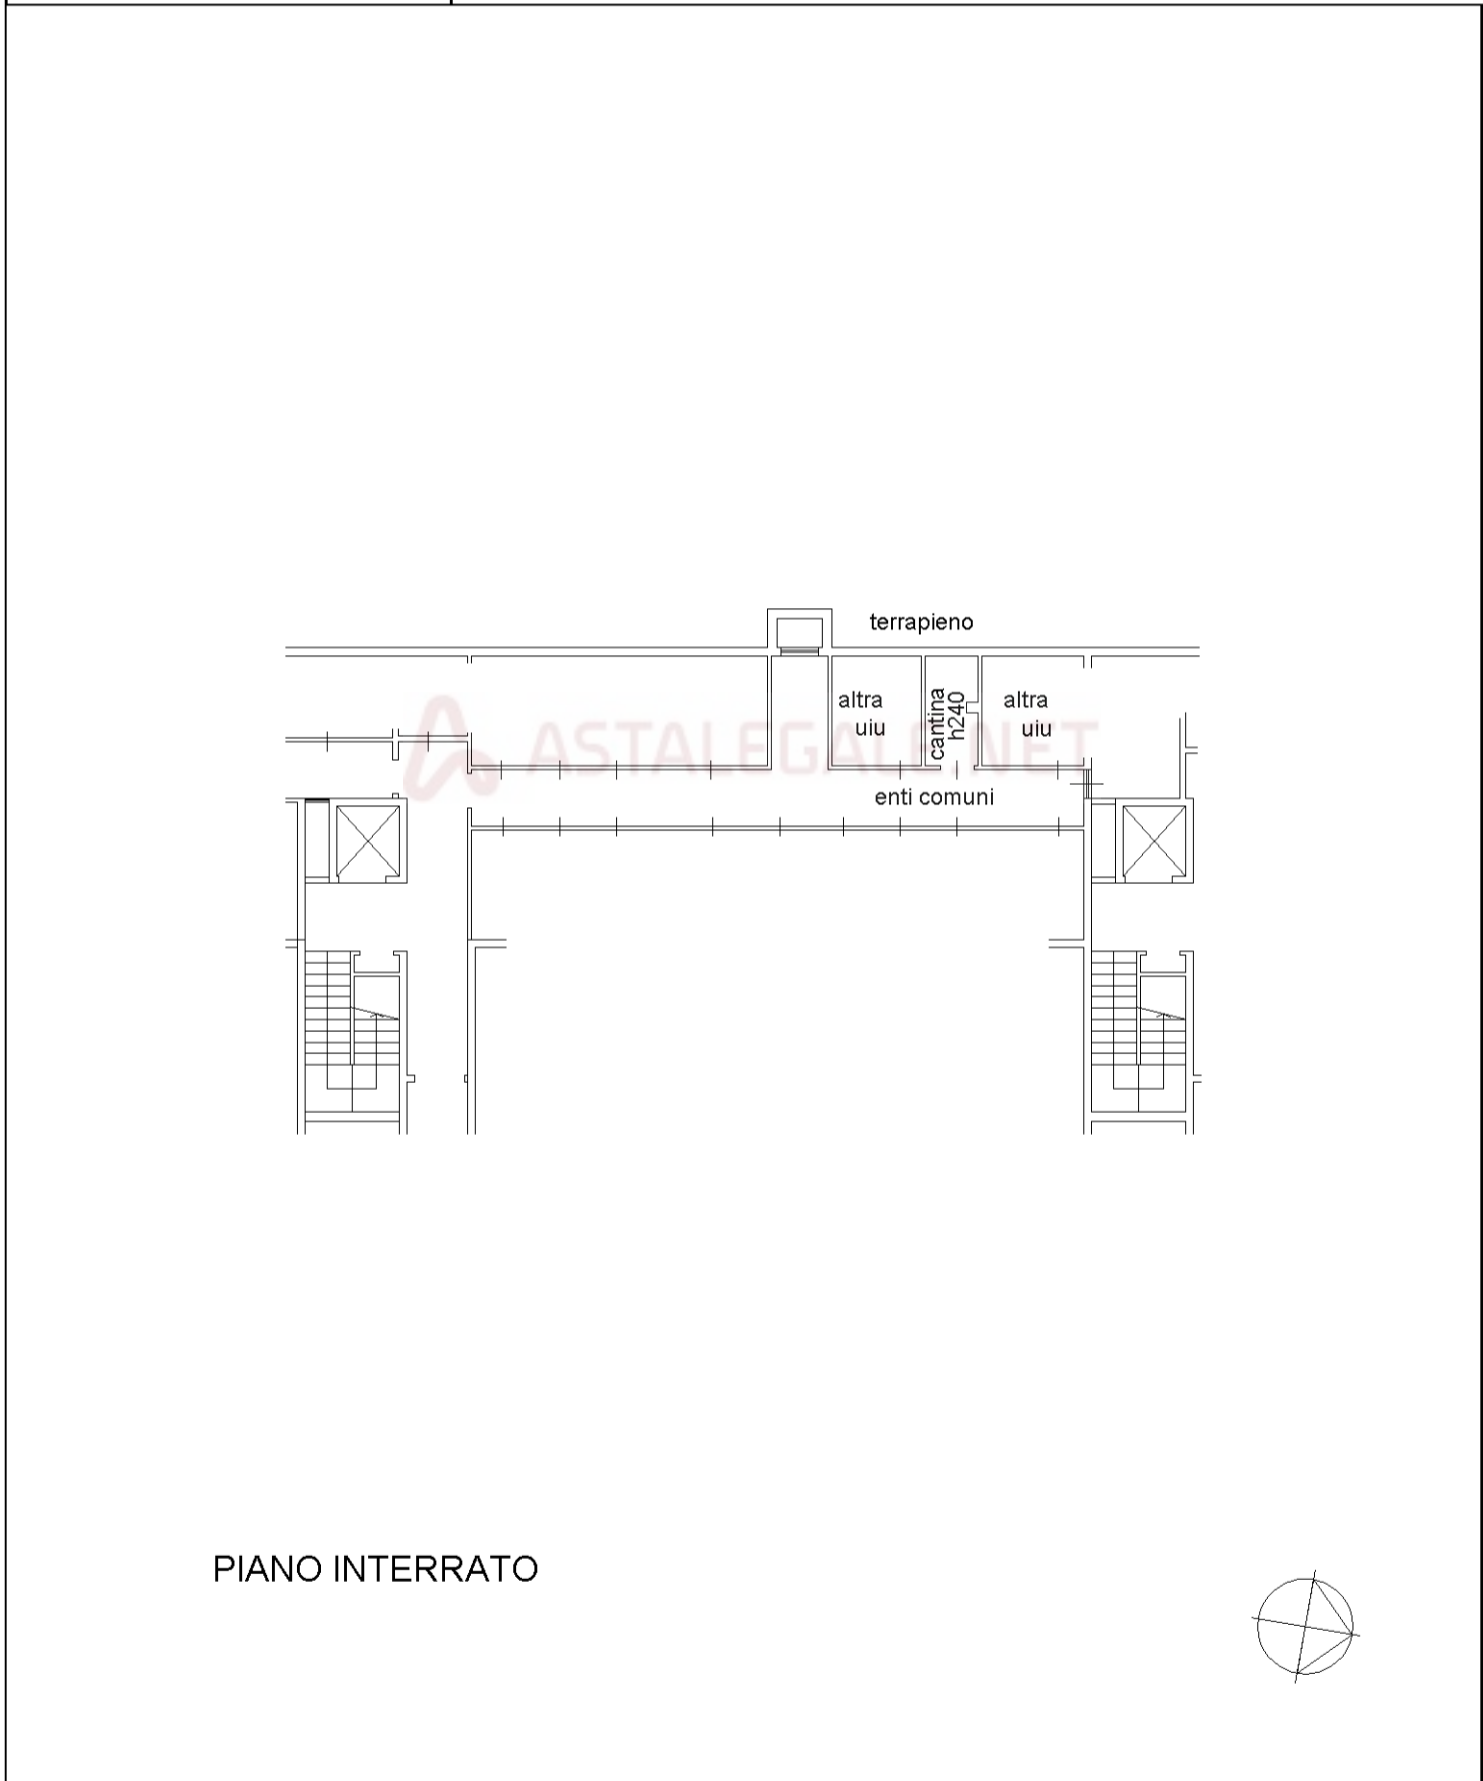 terrapieno
altra
uiu
cantina
h240
altra
uiu
ASTALEGALE.NET
enti comuni
PIANO INTERRATO